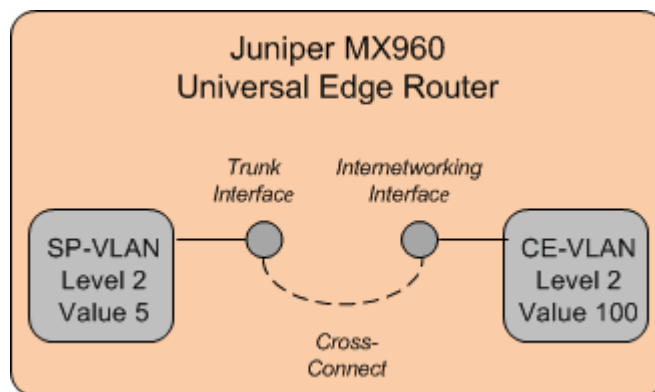 Juniper MX960
Universal Edge Router
Trunk
Interface
Internetworking
Interface
SP-VLAN
Level 2
Value 5
CE-VLAN
Level 2
Value 100
Cross-
Connect